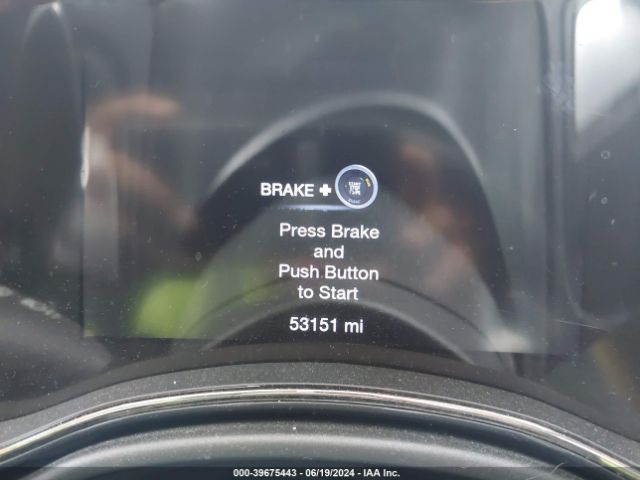 BRAKE +
Press Brake
and
Push Button
to Start
53151 mi
000-39675443 - 06/19/2024 - IAA Inc.